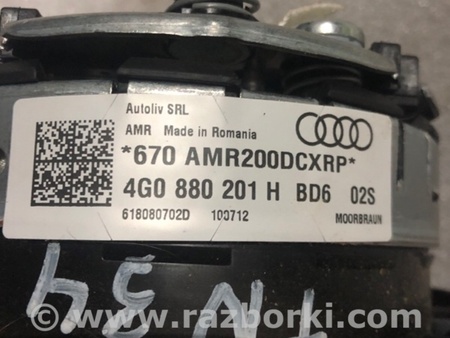 Autoliv SRL
AMR Made in Romania
*670 AMR200DCXRP*
4G0 880 201 H BD6 02S
618080702D 100712
MOORBRAUN
www.razborki.com